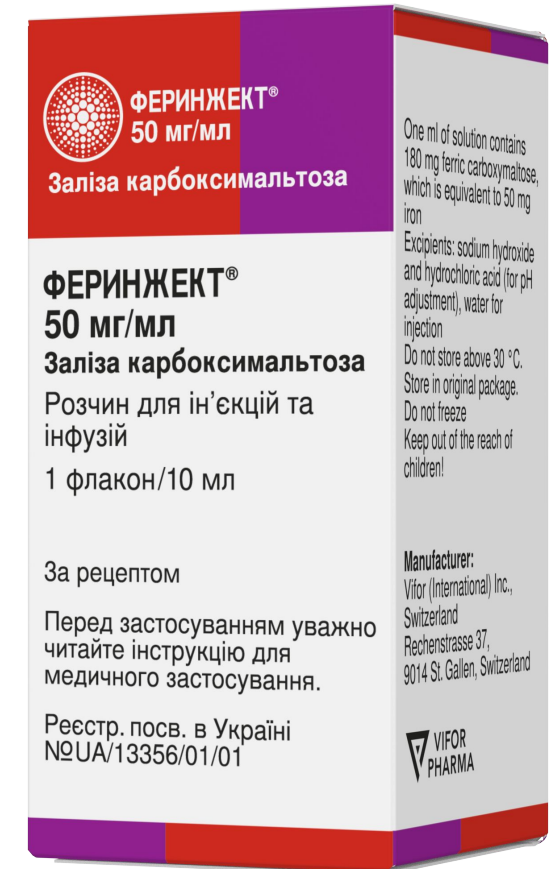 ФЕРИНЖЕКТ®
50 мг/мл
Заліза карбоксимальтоза
ФЕРИНЖЕКТ®
50 мг/мл
Заліза карбоксимальтоза
Розчин для ін’єкцій та
інфузій
1 флакон/10 мл
За рецептом
Перед застосуванням уважно
читайте інструкцію для
медичного застосування.
Реєстр. посв. в Україні
№UA/13356/01/01
One ml of solution contains
180 mg ferric carboxymaltose,
which is equivalent to 50 mg
iron
Excipients: sodium hydroxide
and hydrochloric acid (for pH
adjustment), water for
injection
Do not store above 30 °C.
Store in original package.
Do not freeze
Keep out of the reach of
children!
Manufacturer:
Vifor (International) Inc.,
Switzerland
Rechenstrasse 37,
9014 St. Gallen, Switzerland
VIFOR
PHARMA